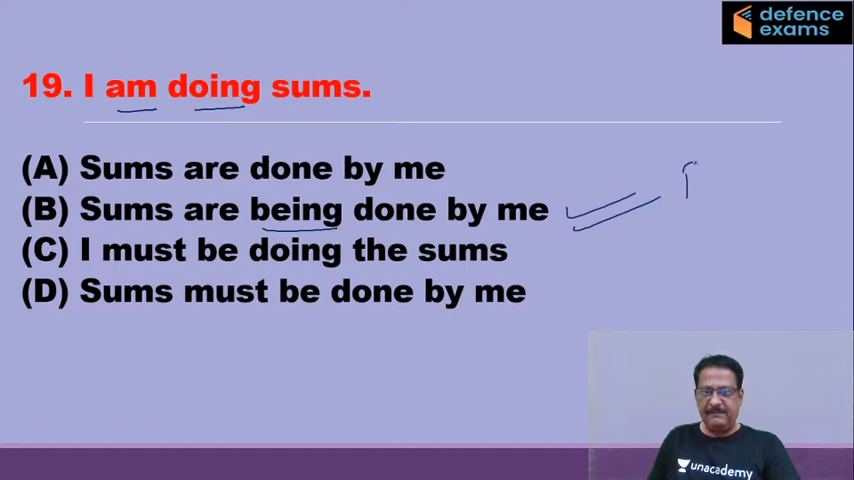 defence
exams
19. I am doing sums.
(A) Sums are done by me
(B) Sums are being done by me
(C) I must be doing the sums
(D) Sums must be done by me
unacademy